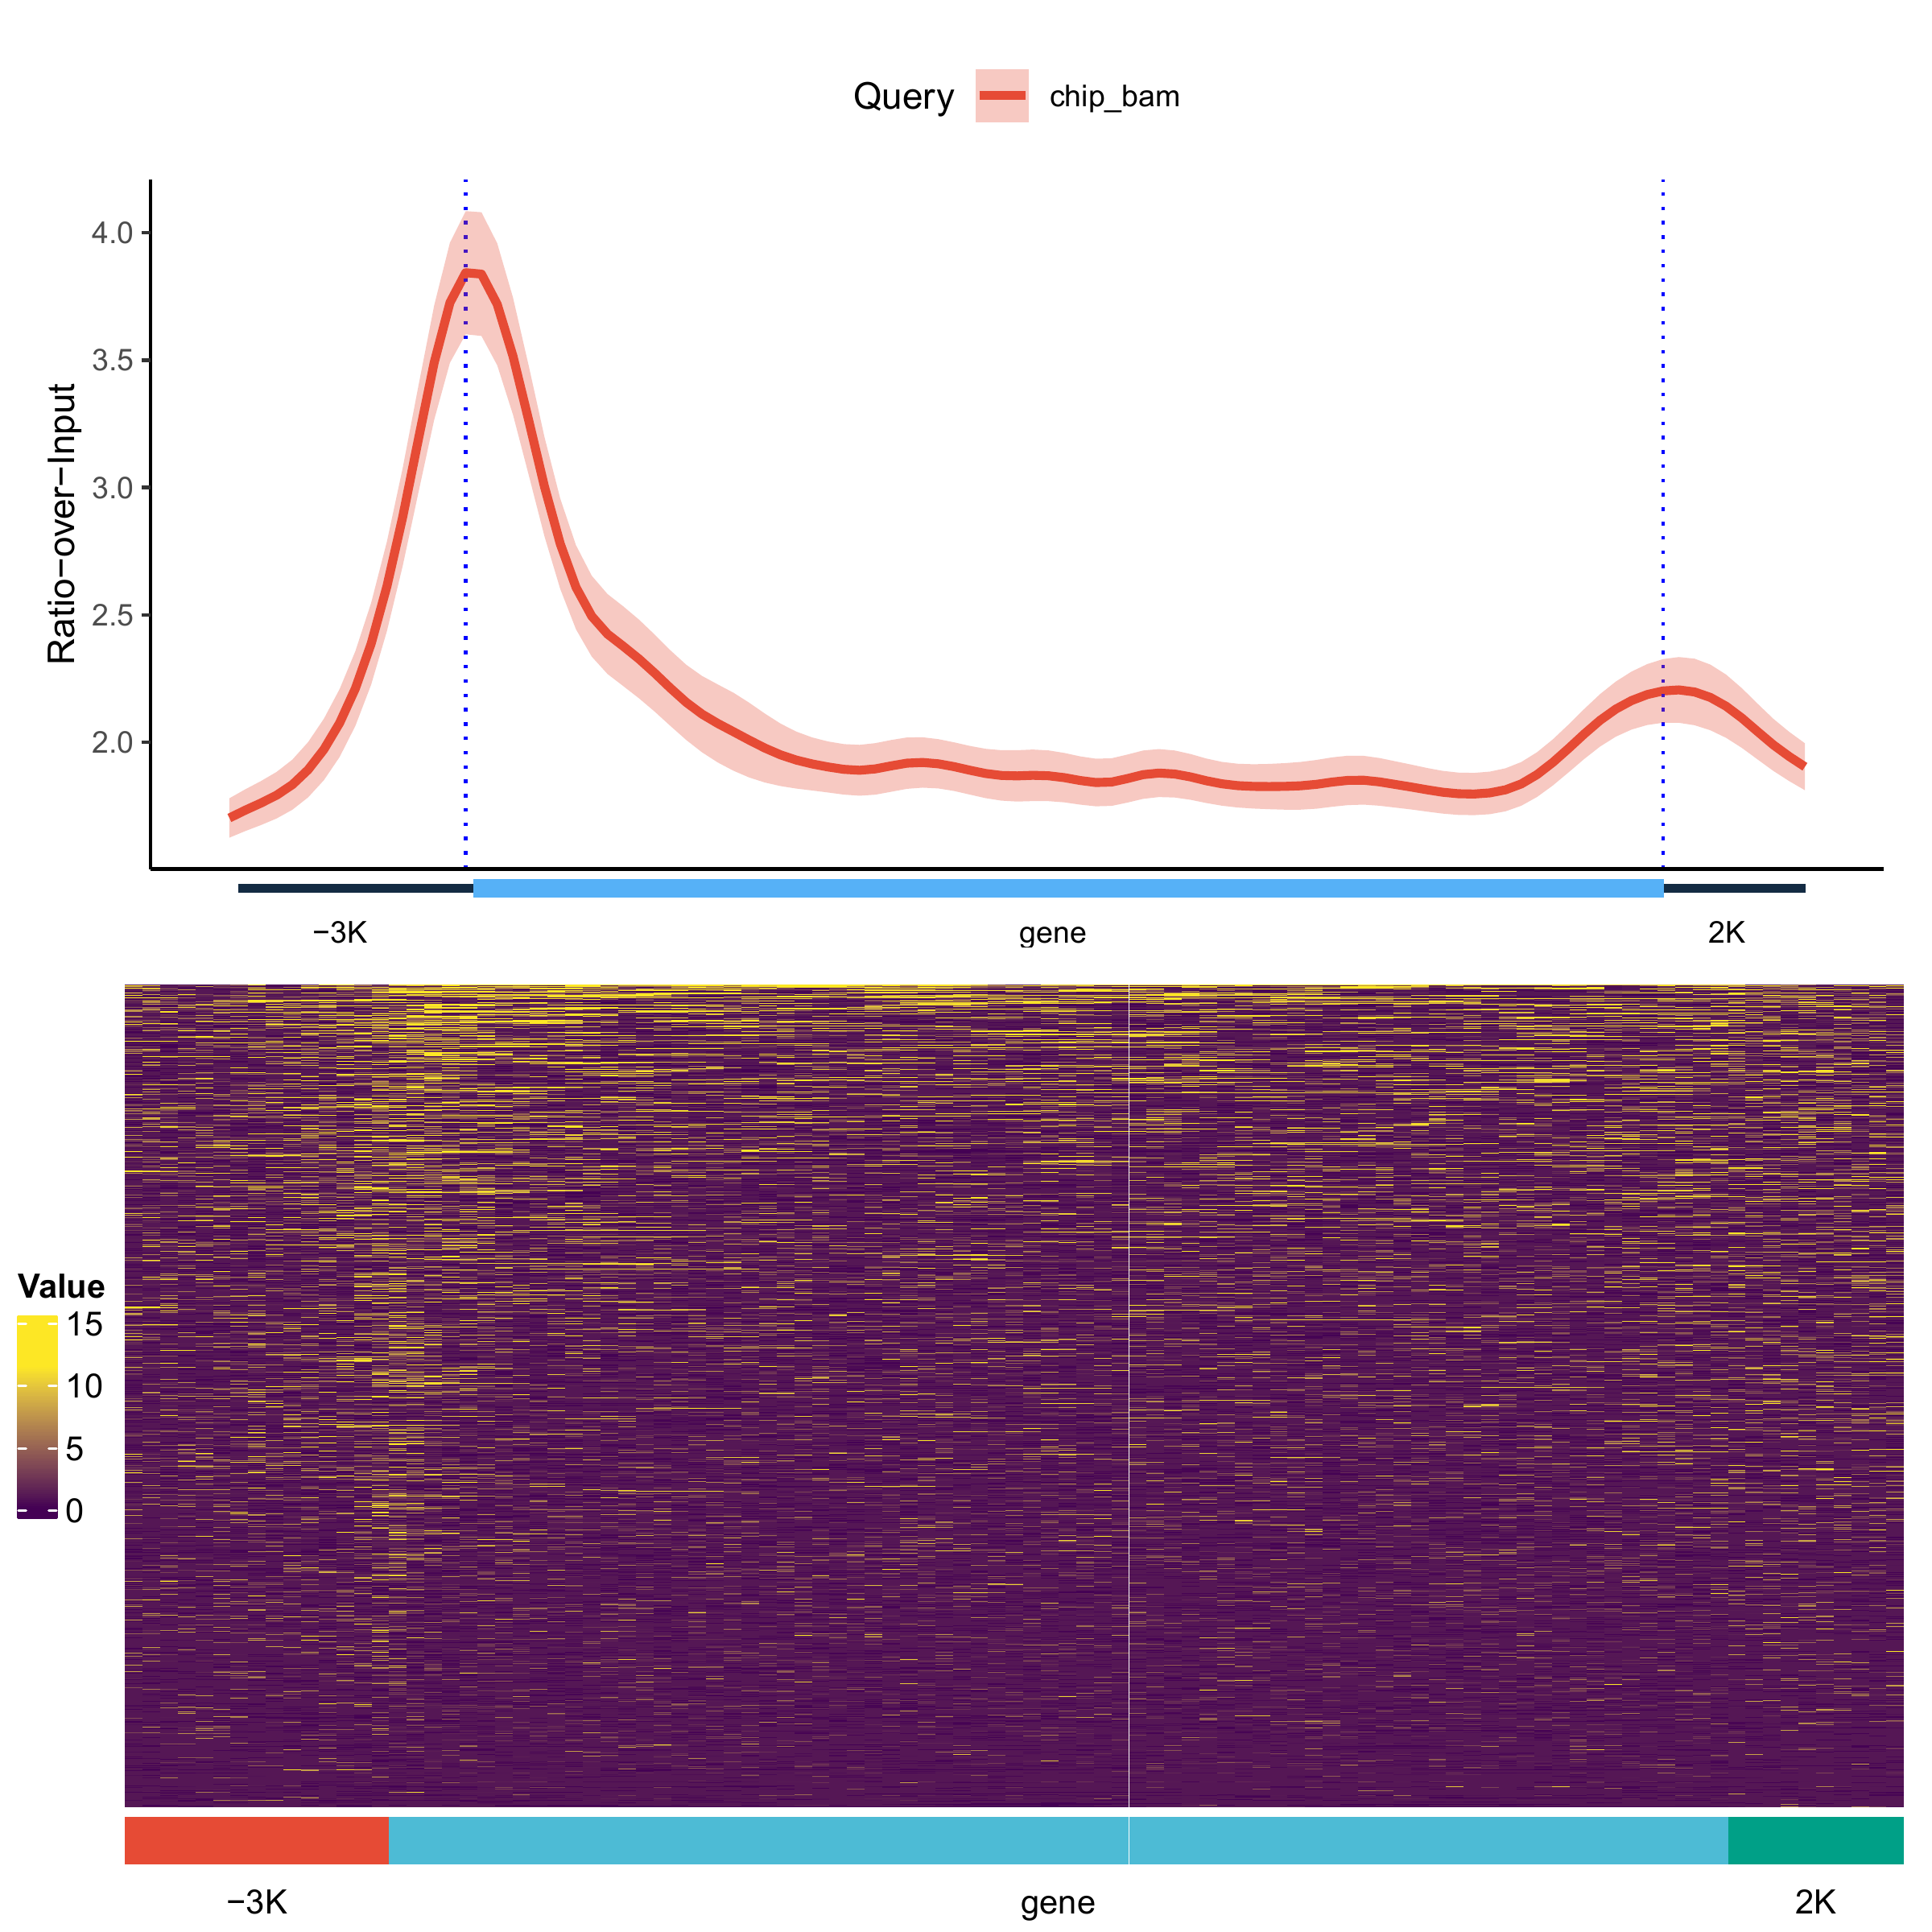 Query chip_bam
Ratio−over−Input
4.0
3.5
3.0
2.5
2.0
−3K gene 2K
Value
15
10
5
0
−3K gene 2K